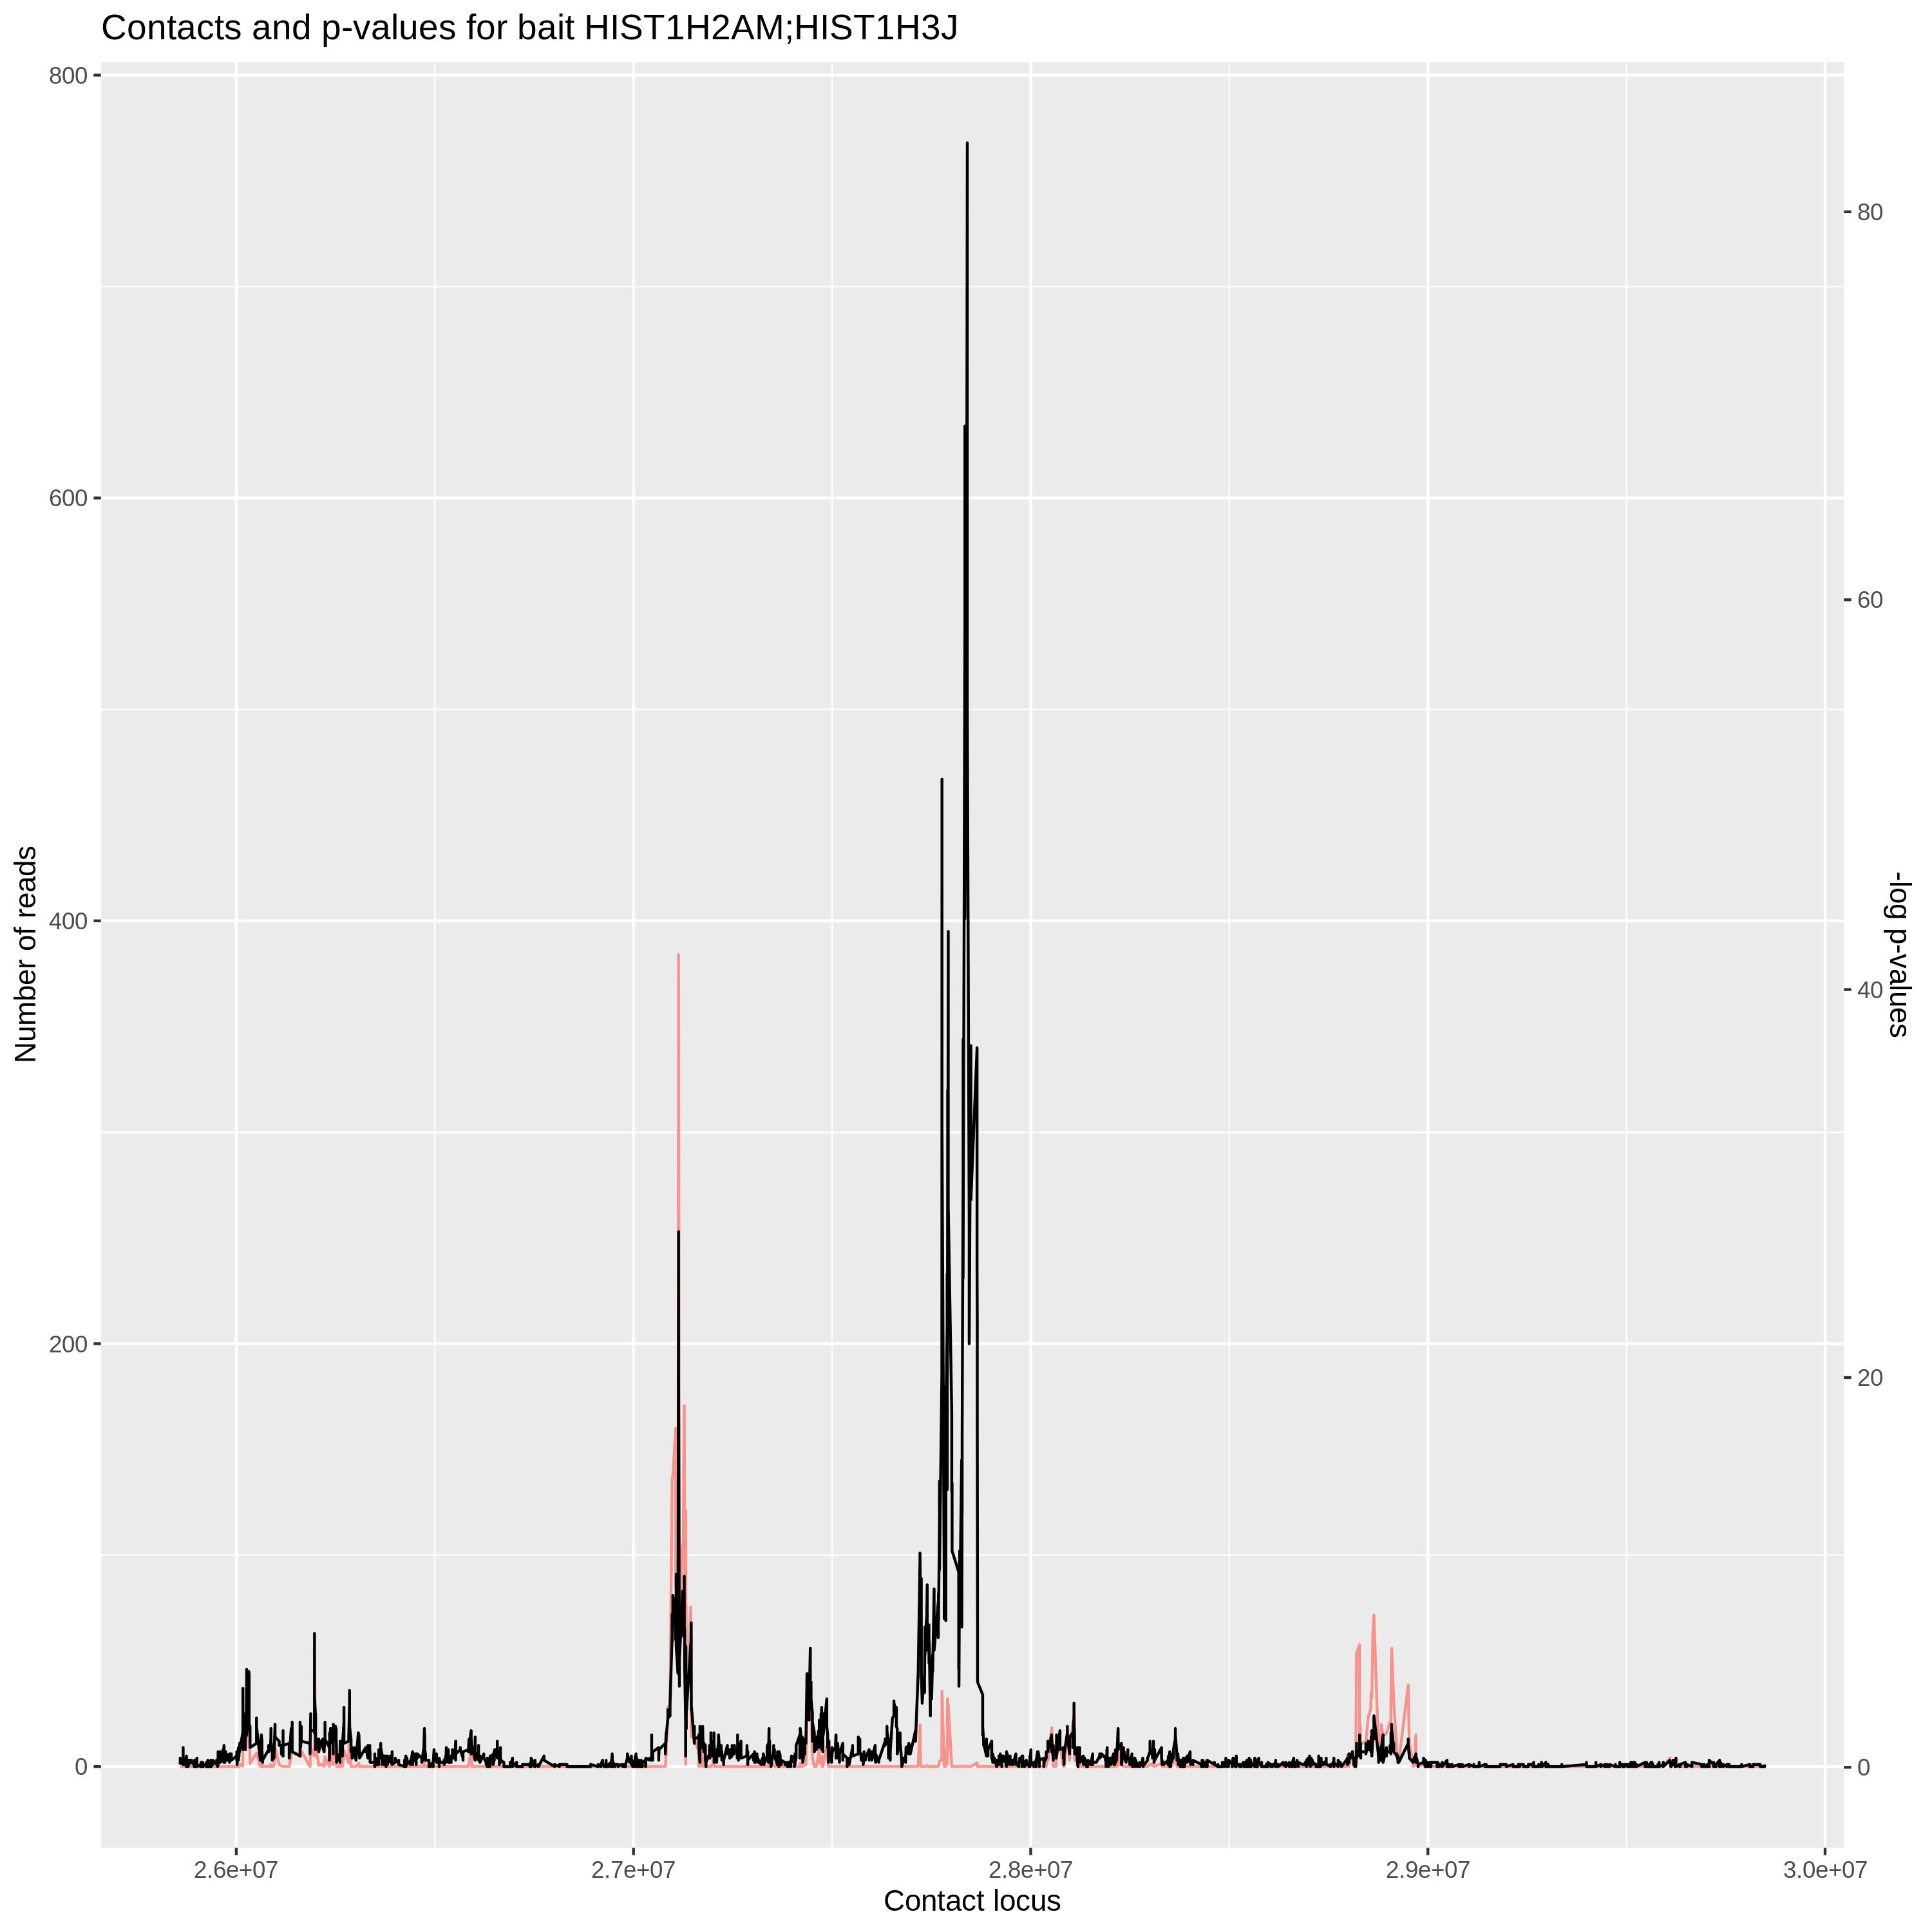 Contacts and p-values for bait HIST1H2AM;HIST1H3J
800
600
400
200
0
Number of reads
80
60
40
20
0
-log p-values
2.6e+07
2.7e+07
2.8e+07
2.9e+07
3.0e+07
Contact locus